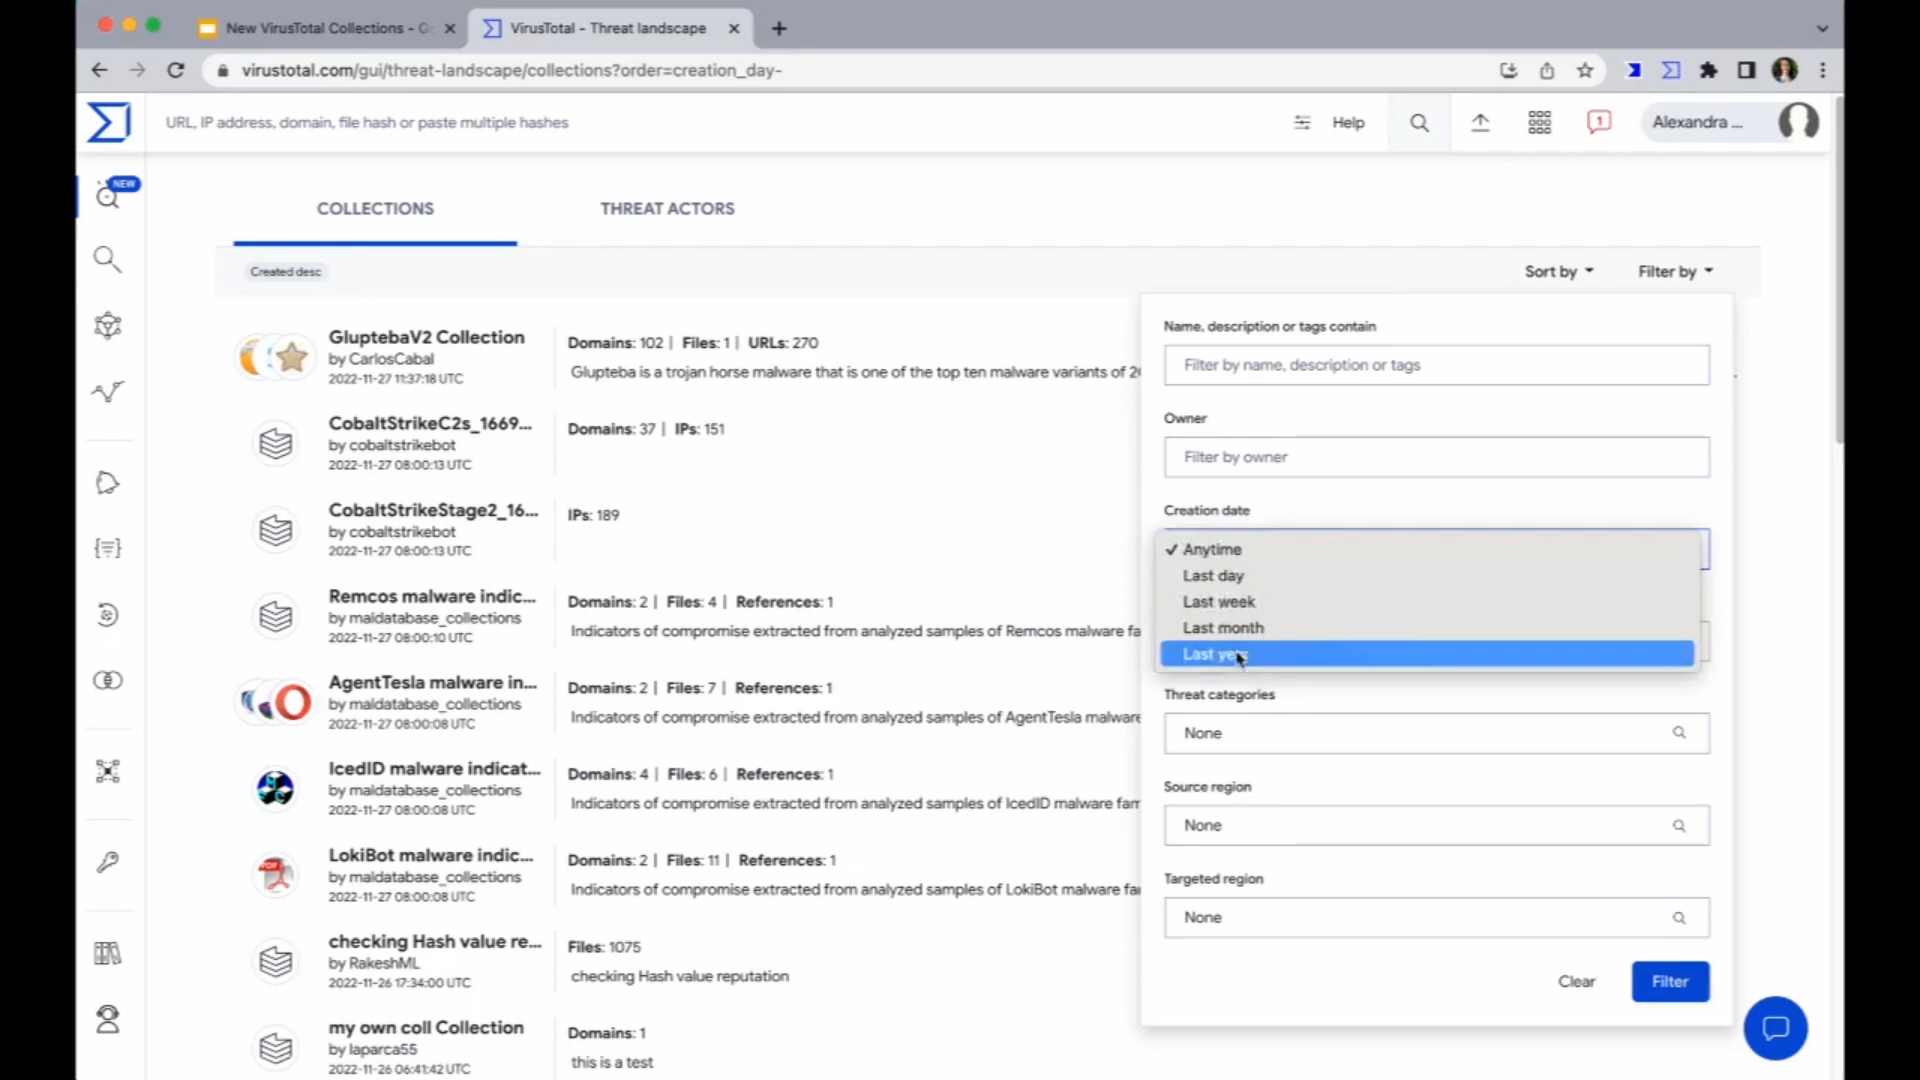 New VirusTotal Collections - G
VirusTotal - Threat landscape
virustotal.com/gui/threat-landscape/collections?order=creation_day-
URL, IP address, domain, file hash or paste multiple hashes
Help
1
Alexandra ...
NEW
COLLECTIONS
THREAT ACTORS
Created desc
Sort by
Filter by
GluptebaV2 Collection
by CarlosCabal
2022-11-27 11:37:18 UTC
Domains: 102 | Files: 1 | URLs: 270
Glupteba is a trojan horse malware that is one of the top ten malware variants of 2
CobaltStrikeC2s_1669...
by cobaltstrikebot
2022-11-27 08:00:13 UTC
Domains: 37 | IPs: 151
CobaltStrikeStage2_16...
by cobaltstrikebot
2022-11-27 08:00:13 UTC
IPs: 189
Remcos malware indic...
by maldatabase_collections
2022-11-27 08:00:10 UTC
Domains: 2 | Files: 4 | References: 1
Indicators of compromise extracted from analyzed samples of Remcos malware fa
AgentTesla malware in...
by maldatabase_collections
2022-11-27 08:00:08 UTC
Domains: 2 | Files: 7 | References: 1
Indicators of compromise extracted from analyzed samples of AgentTesla malware
IcedID malware indicat...
by maldatabase_collections
2022-11-27 08:00:08 UTC
Domains: 4 | Files: 6 | References: 1
Indicators of compromise extracted from analyzed samples of IcedID malware fam
LokiBot malware indic...
by maldatabase_collections
2022-11-27 08:00:08 UTC
Domains: 2 | Files: 11 | References: 1
Indicators of compromise extracted from analyzed samples of LokiBot malware fa
checking Hash value re...
by RakeshML
2022-11-26 17:34:00 UTC
Files: 1075
checking Hash value reputation
my own coll Collection
by laparca55
2022-11-26 06:41:42 UTC
Domains: 1
this is a test
Name, description or tags contain
Filter by name, description or tags
Owner
Filter by owner
Creation date
✓ Anytime
Last day
Last week
Last month
Last year
Threat categories
None
Source region
None
Targeted region
None
Clear
Filter